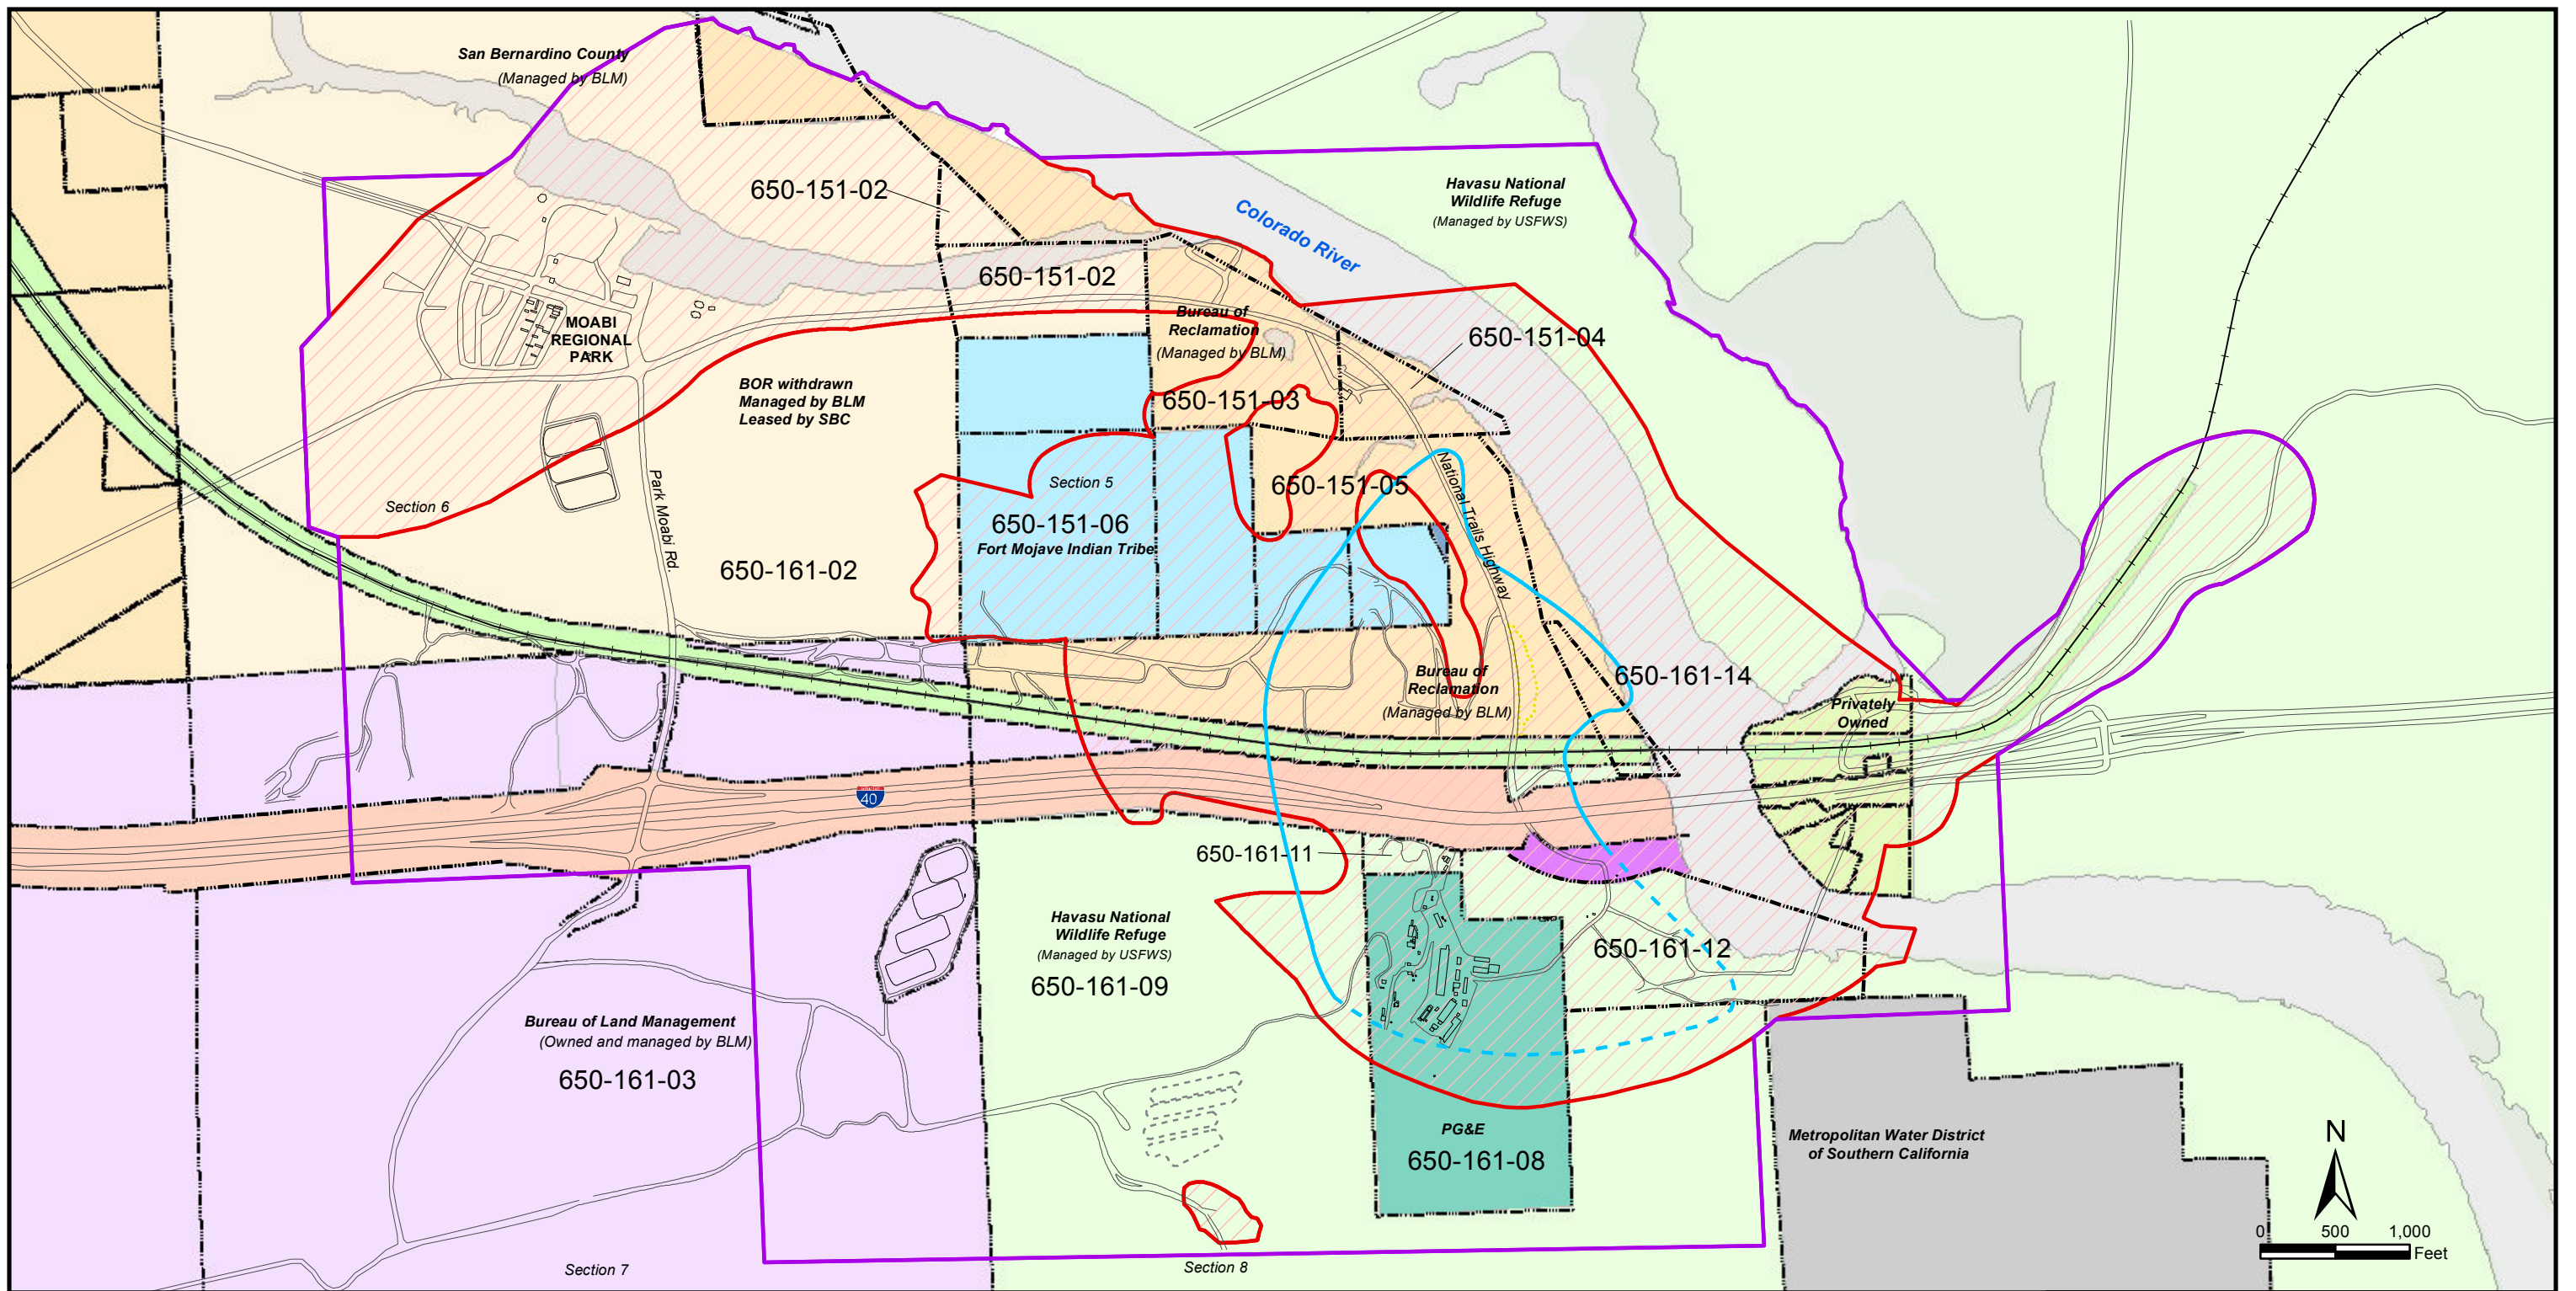 San Bernardino County
(Managed by BLM)
650-151-02
Havasu National
Wildlife Refuge
(Managed by USFWS)
Colorado River
650-151-02
MOABI
REGIONAL
PARK
Bureau of
Reclamation
(Managed by BLM)
650-151-04
BOR withdrawn
Managed by BLM
Leased by SBC
650-151-03
Section 6
Park Moabi Rd.
Section 5
650-151-06
Fort Mojave Indian Tribe
650-151-05
National Trails Highway
650-161-02
650-161-14
Bureau of
Reclamation
(Managed by BLM)
Privately
Owned
40
650-161-11
Havasu National
Wildlife Refuge
(Managed by USFWS)
650-161-09
650-161-12
Bureau of Land Management
(Owned and managed by BLM)
650-161-03
PG&E
650-161-08
Metropolitan Water District
of Southern California
N
0 500 1,000
Feet
Section 7
Section 8